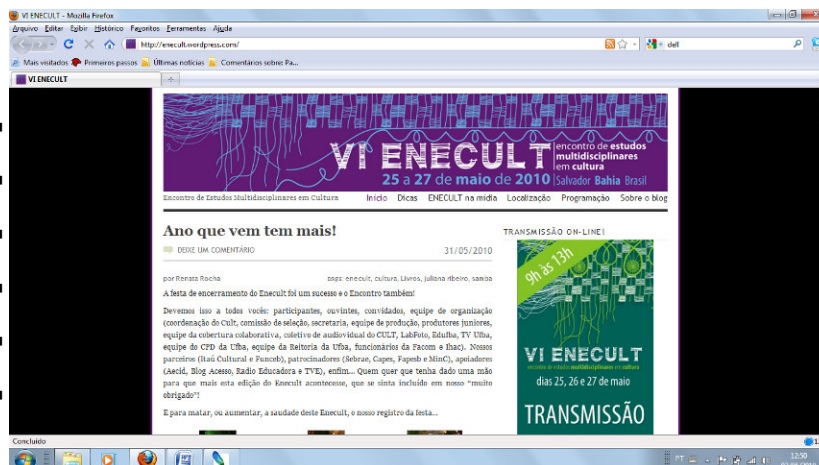 VI ENECULT - Mozilla Firefox
Arquivo Editar Exibir Histórico Favoritos Ferramentas Ajuda
http://enecult.wordpress.com/
dell
Mais visitados Primeiros passos Últimas notícias Comentários sobre Pa...
VI ENECULT
VI ENECULT
encontro de estudos
multidisciplinares
em cultura
25 a 27 de maio de 2010 Salvador Bahia Brasil
Encontro de Estudos Multidisciplinares em Cultura
Início Dicas ENECULT na mídia Localização Programação Sobre o blog
Ano que vem tem mais!
DEIXE UM COMENTÁRIO
31/05/2010
por Renata Rocha
tags: enecult, cultura, Livros, juliana ribeiro, samba
A festa de encerramento do Enecult foi um sucesso e o Encontro também!
Devemos isso a todos vocês: participantes, ouvintes, convidados, equipe de organização
(coordenação do Cult, comissão de seleção, secretaria, equipe de produção, produtores juniores,
equipe da cobertura colaborativa, coletivo de audiovisual do CULT, LabFoto, Edufba, TV Ufba,
equipe do CPD da Ufba, equipe da Reitoria da Ufba, funcionários da Facom e Ihac). Nossos
parceiros (Itaú Cultural e Funceb), patrocinadores (Sebrae, Capes, Fapesb e MinC), apoiadores
(Aecid, Blog Acesso, Radio Educadora e TVE), enfim... Quem quer que tenha dado uma mão
para que mais esta edição do Enecult acontecesse, que se sinta incluído em nosso "muito
obrigado"!
E para matar, ou aumentar, a saudade deste Enecult, o nosso registro da festa...
TRANSMISSÃO ON-LINE!
9h às 13h
VI ENECULT
encontro de estudos multidisciplinares em cultura
dias 25, 26 e 27 de maio
TRANSMISSÃO
Concluído
PT
12:50